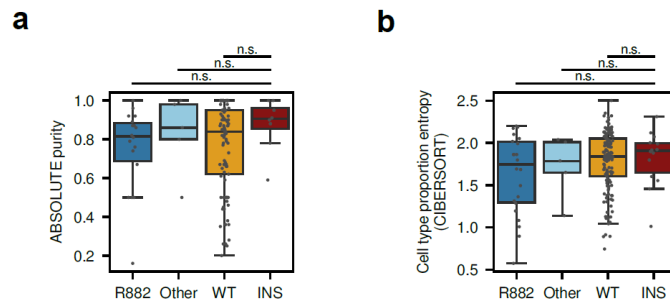 a
n.s.
n.s.
n.s.
ABSOLUTE purity
1.0
0.8
0.6
0.4
0.2
R882 Other WT INS
b
n.s.
n.s.
n.s.
Cell type proportion entropy
(CIBERSORT)
2.5
2.0
1.5
1.0
0.5
R882 Other WT INS